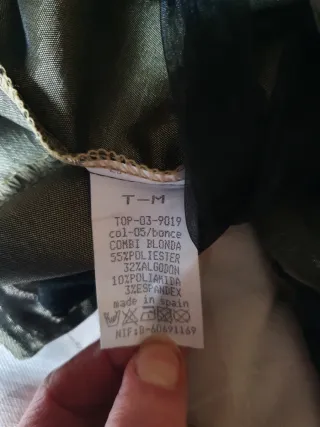 T-M
TOP-03-9019
col-05/bonce
COMBI BLONDA
55%POLIESTER
32%ALGODON
10%POLIAMIDA
3%ESPANDEX
made in spain
NIF:B-60691169